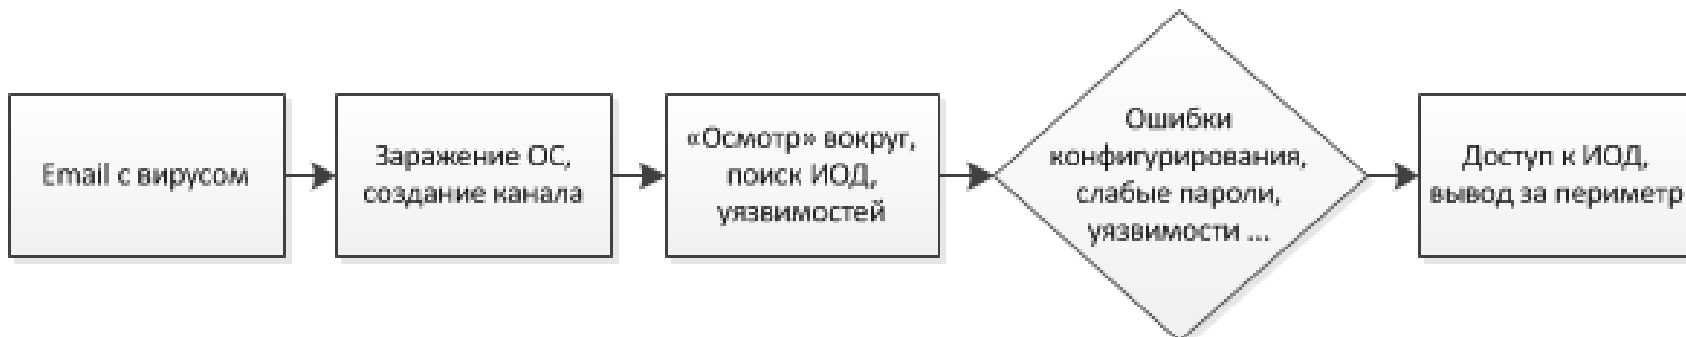 Email с вирусом
Заражение ОС,
создание канала
«Осмотр» вокруг,
поиск ИОД,
уязвимостей
Ошибки
конфигурирования,
слабые пароли,
уязвимости ...
Доступ к ИОД,
вывод за периметр